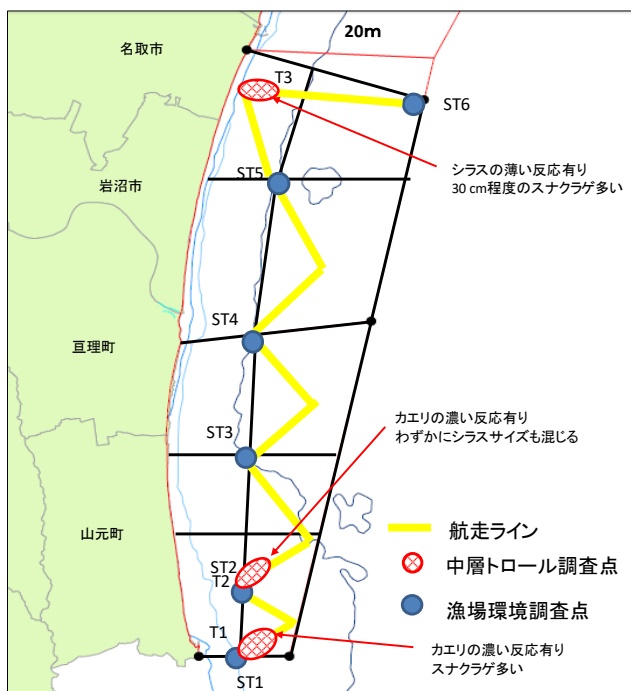 20m
名取市
T3
ST6
シラスの薄い反応有り
30 cm程度のスナクラゲ多い
岩沼市
ST5
ST4
亘理町
カエリの濃い反応有り
わずかにシラスサイズも混じる
ST3
山元町
航走ライン
ST2
中層トロール調査点
T2
漁場環境調査点
T1
カエリの濃い反応有り
スナクラゲ多い
ST1